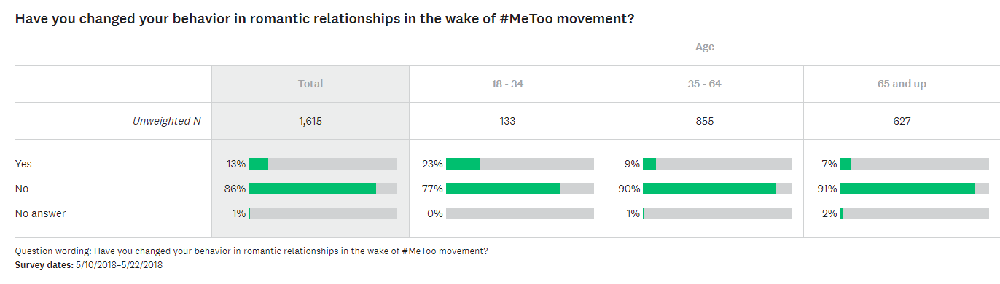 Have you changed your behavior in romantic relationships in the wake of #MeToo movement?
Age
Total 18 - 34 35 - 64 65 and up
Unweighted N 1,615 133 855 627
Yes 13% 23% 9% 7%
No 86% 77% 90% 91%
No answer 1% 0% 1% 2%
Question wording: Have you changed your behavior in romantic relationships in the wake of #MeToo movement?
Survey dates: 5/10/2018–5/22/2018